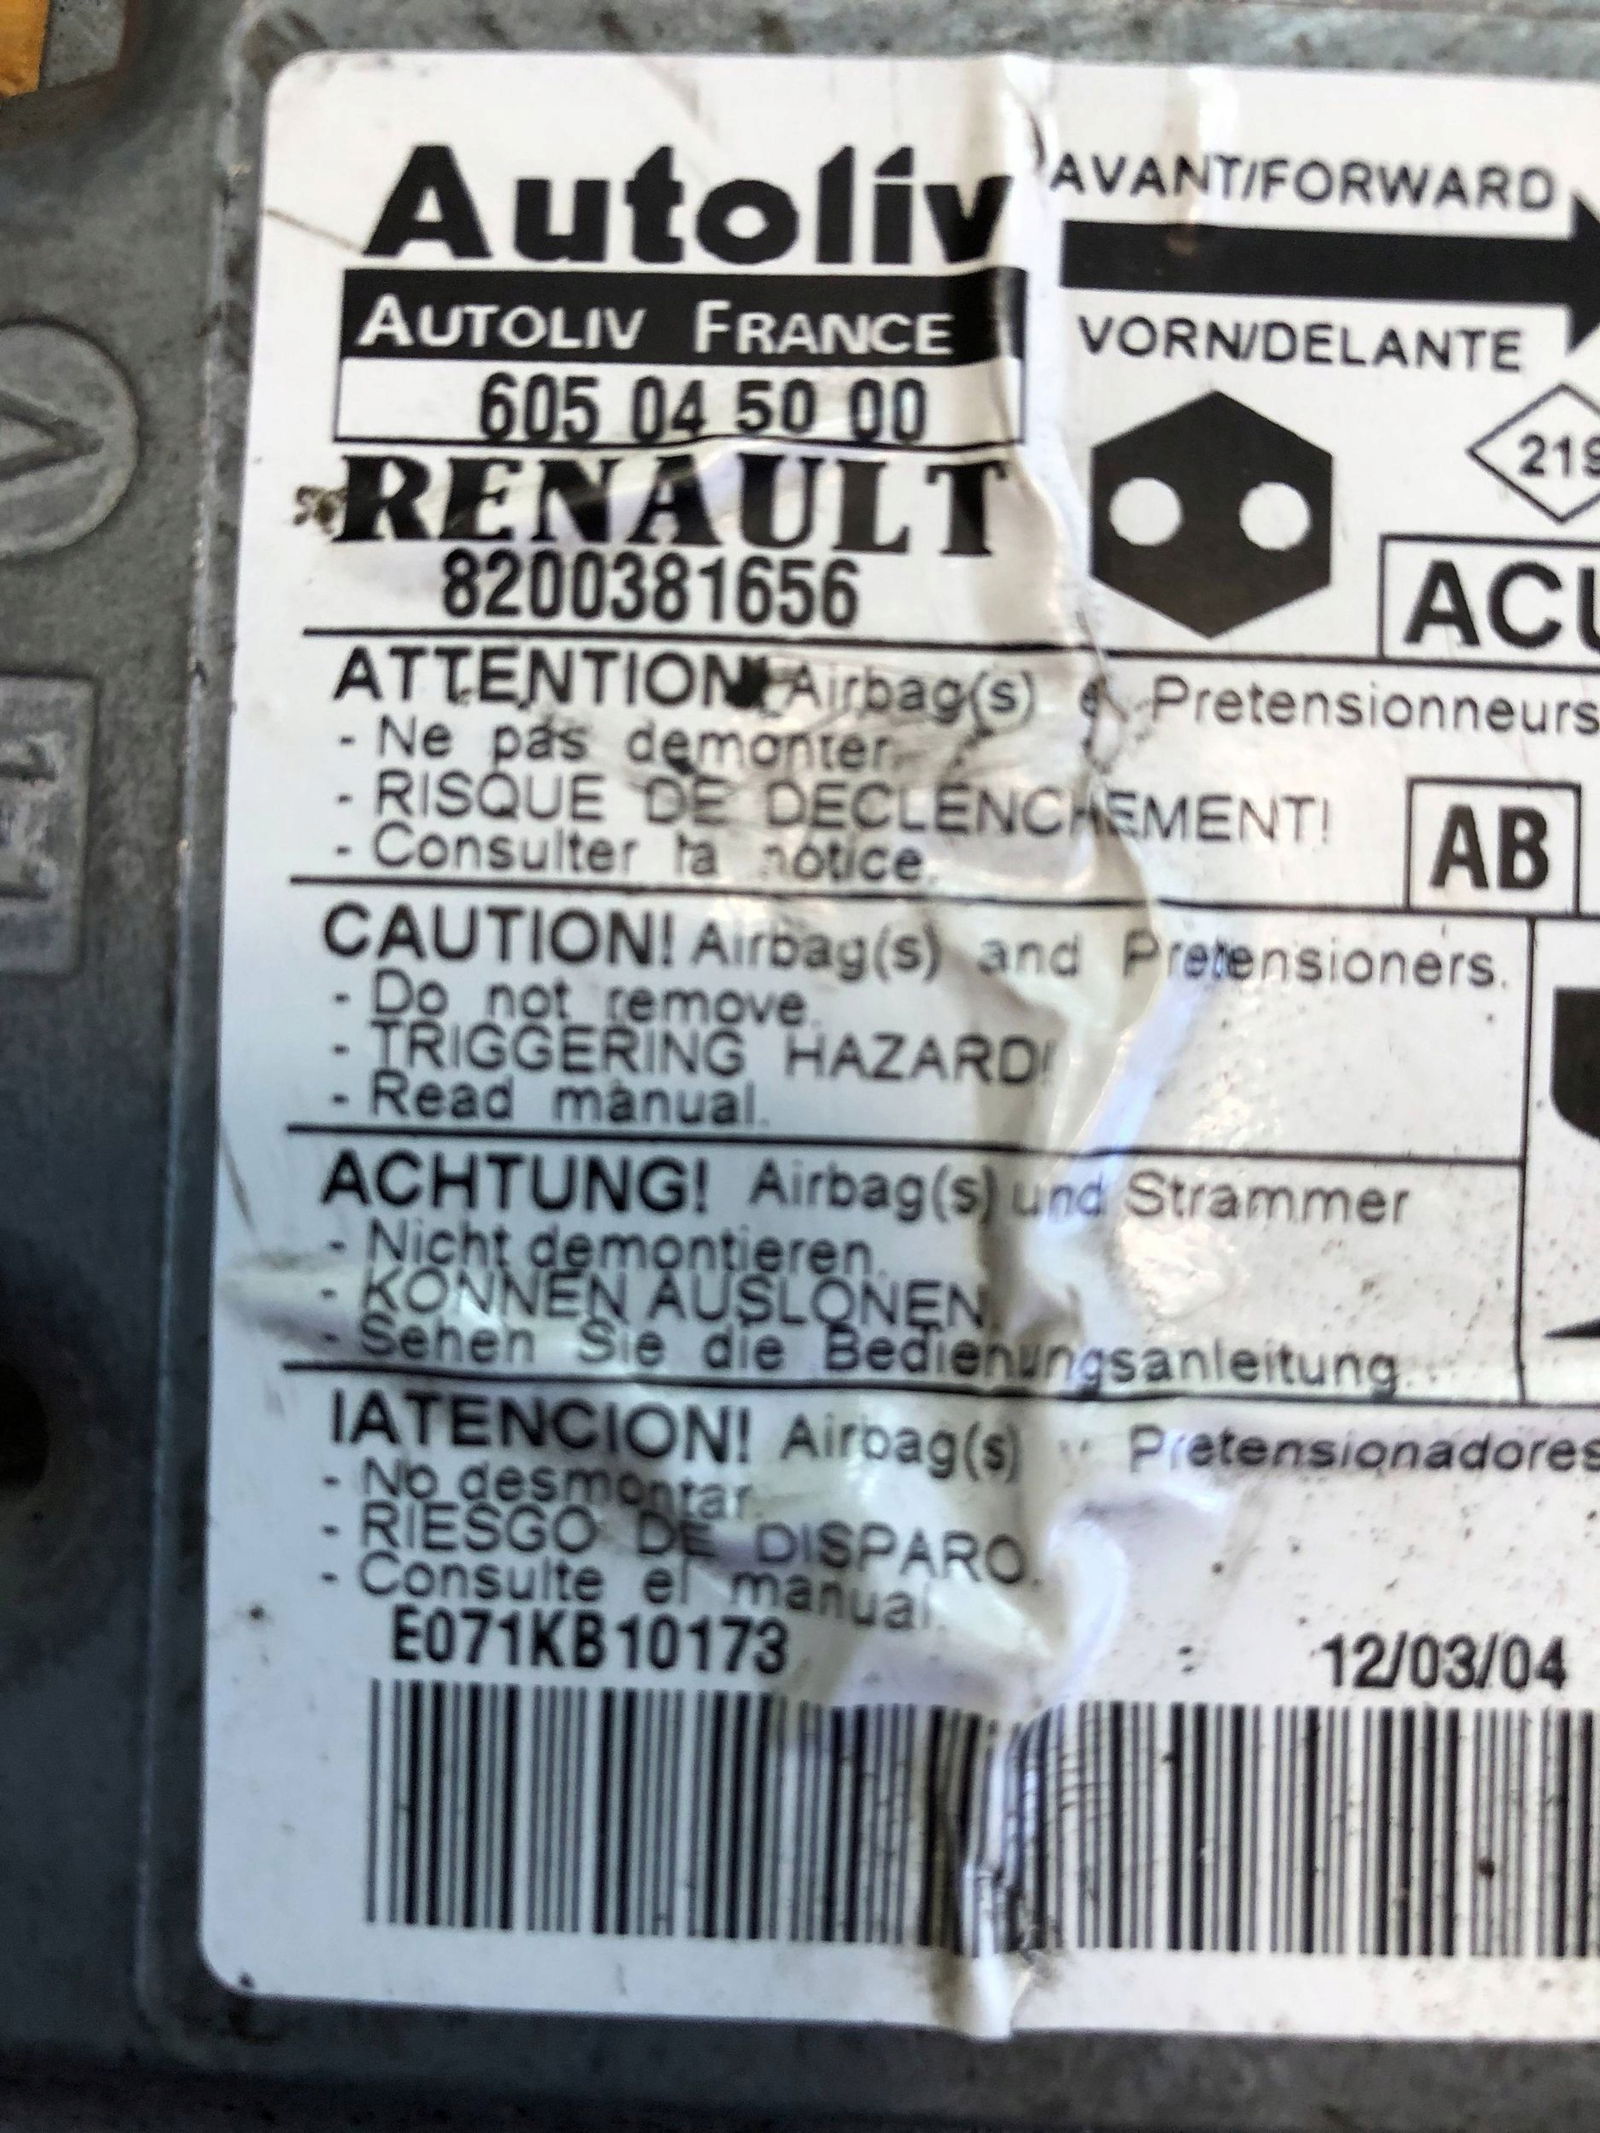 Autoliv
AUTOLIV FRANCE
605 04 50 00
RENAULT
8200381656
AVANT/FORWARD
VORN/DELANTE
219
ACU
ATTENTION! Airbag(s) Pretensionneurs
- Ne pas demonter.
- RISQUE DE DECLENCHEMENT!
- Consulter la notice.
AB
CAUTION! Airbag(s) and Pretensioners.
- Do not remove.
- TRIGGERING HAZARD!
- Read manual.
ACHTUNG! Airbag(s) und Strammer
- Nicht demontieren.
- KONNEN AUSLONEN.
- Sehen Sie die Bedienungsanleitung.
IATENCION! Airbag(s) Pretensionadores
- No desmontar.
- RIESGO DE DISPARO.
- Consulte el manual.
E071KB10173
12/03/04